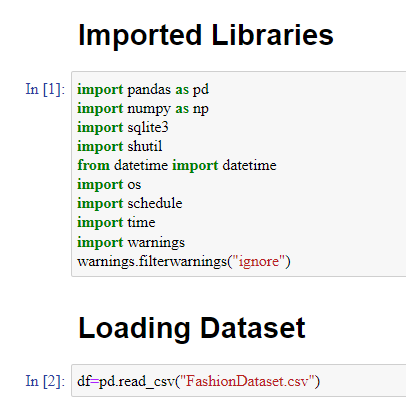 Imported Libraries
In [1]: import pandas as pd
import numpy as np
import sqlite3
import shutil
from datetime import datetime
import os
import schedule
import time
import warnings
warnings.filterwarnings("ignore")
Loading Dataset
In [2]: df=pd.read_csv("FashionDataset.csv")